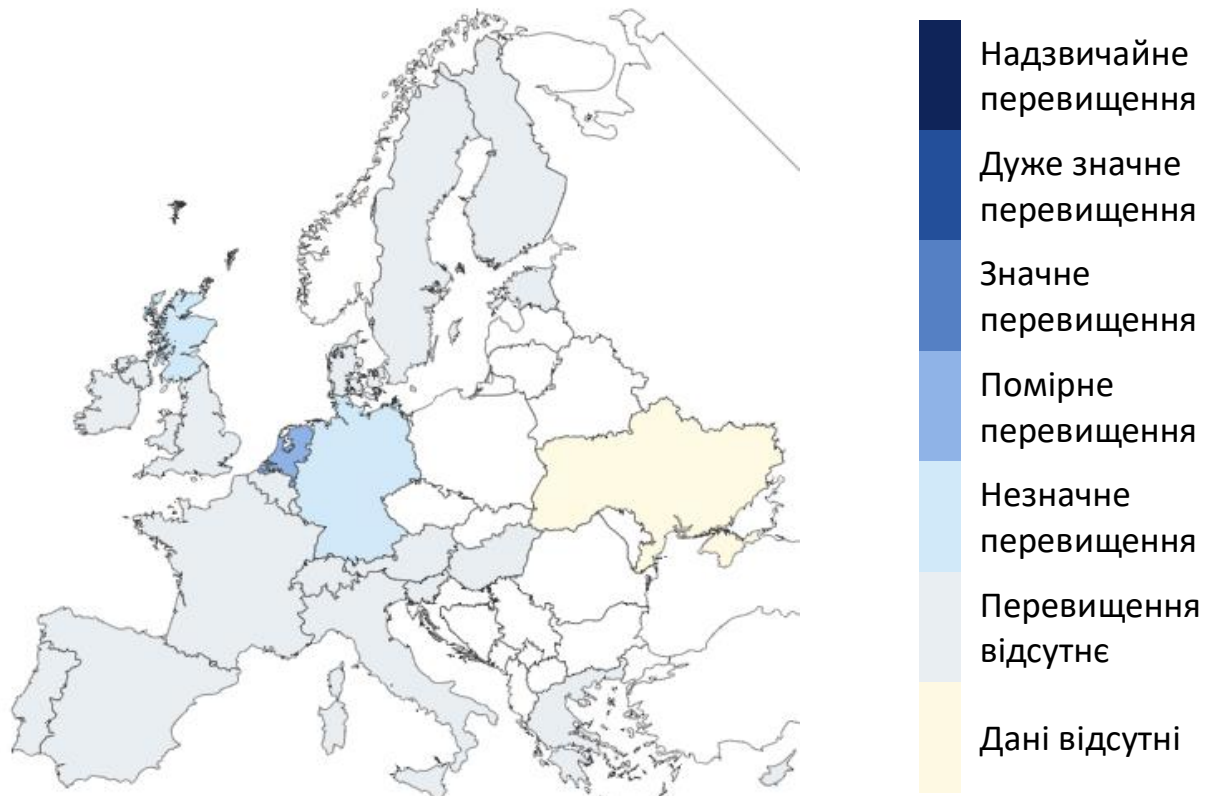 Надзвичайне
перевищення
Дуже значне
перевищення
Значне
перевищення
Помірне
перевищення
Незначне
перевищення
Перевищення
відсутнє
Дані відсутні